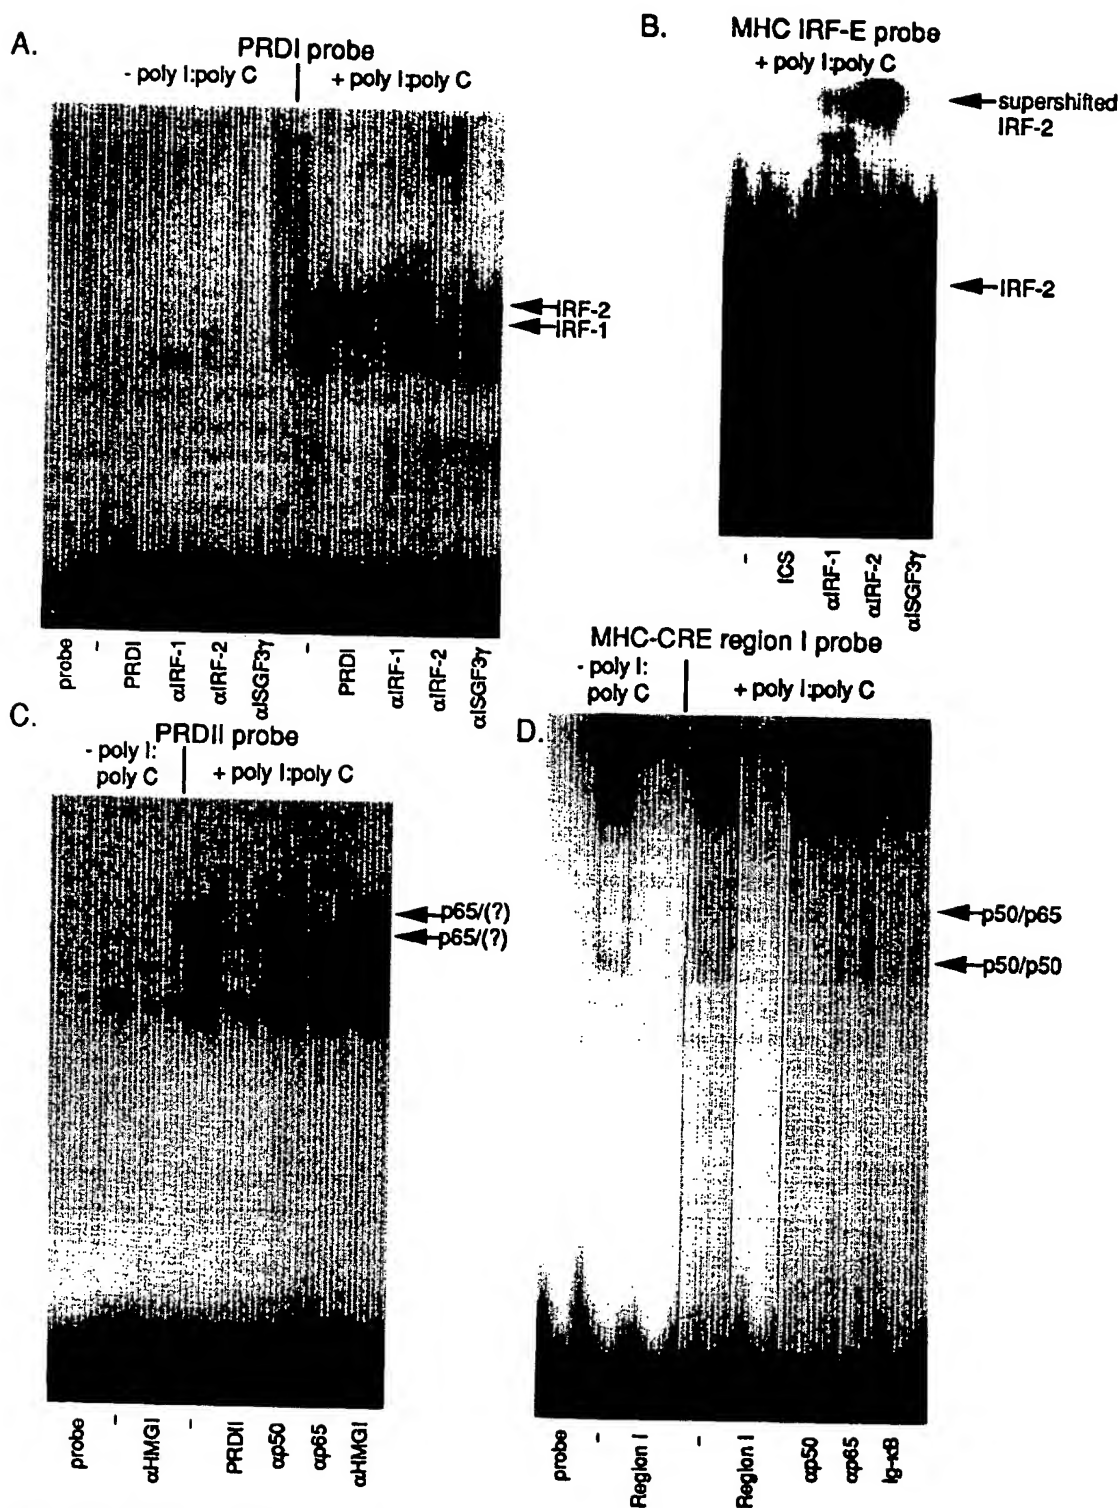 A.
PRDI probe
- poly I:poly C
+ poly I:poly C
IRF-2
IRF-1
probe
-
PRDI
αIRF-1
αIRF-2
αISGF3γ
-
PRDI
αIRF-1
αIRF-2
αISGF3γ
B.
MHC IRF-E probe
+ poly I:poly C
supershifted
IRF-2
IRF-2
-
ICS
αIRF-1
αIRF-2
αISGF3γ
C.
PRDII probe
- poly I:
poly C
+ poly I:poly C
p65/(?)
p65/(?)
probe
-
αHMGI
-
PRDII
αp50
αp65
αHMGI
MHC-CRE region I probe
- poly I:
poly C
+ poly I:poly C
D.
p50/p65
p50/p50
probe
-
Region I
-
Region I
αp50
αp65
Ig-κB